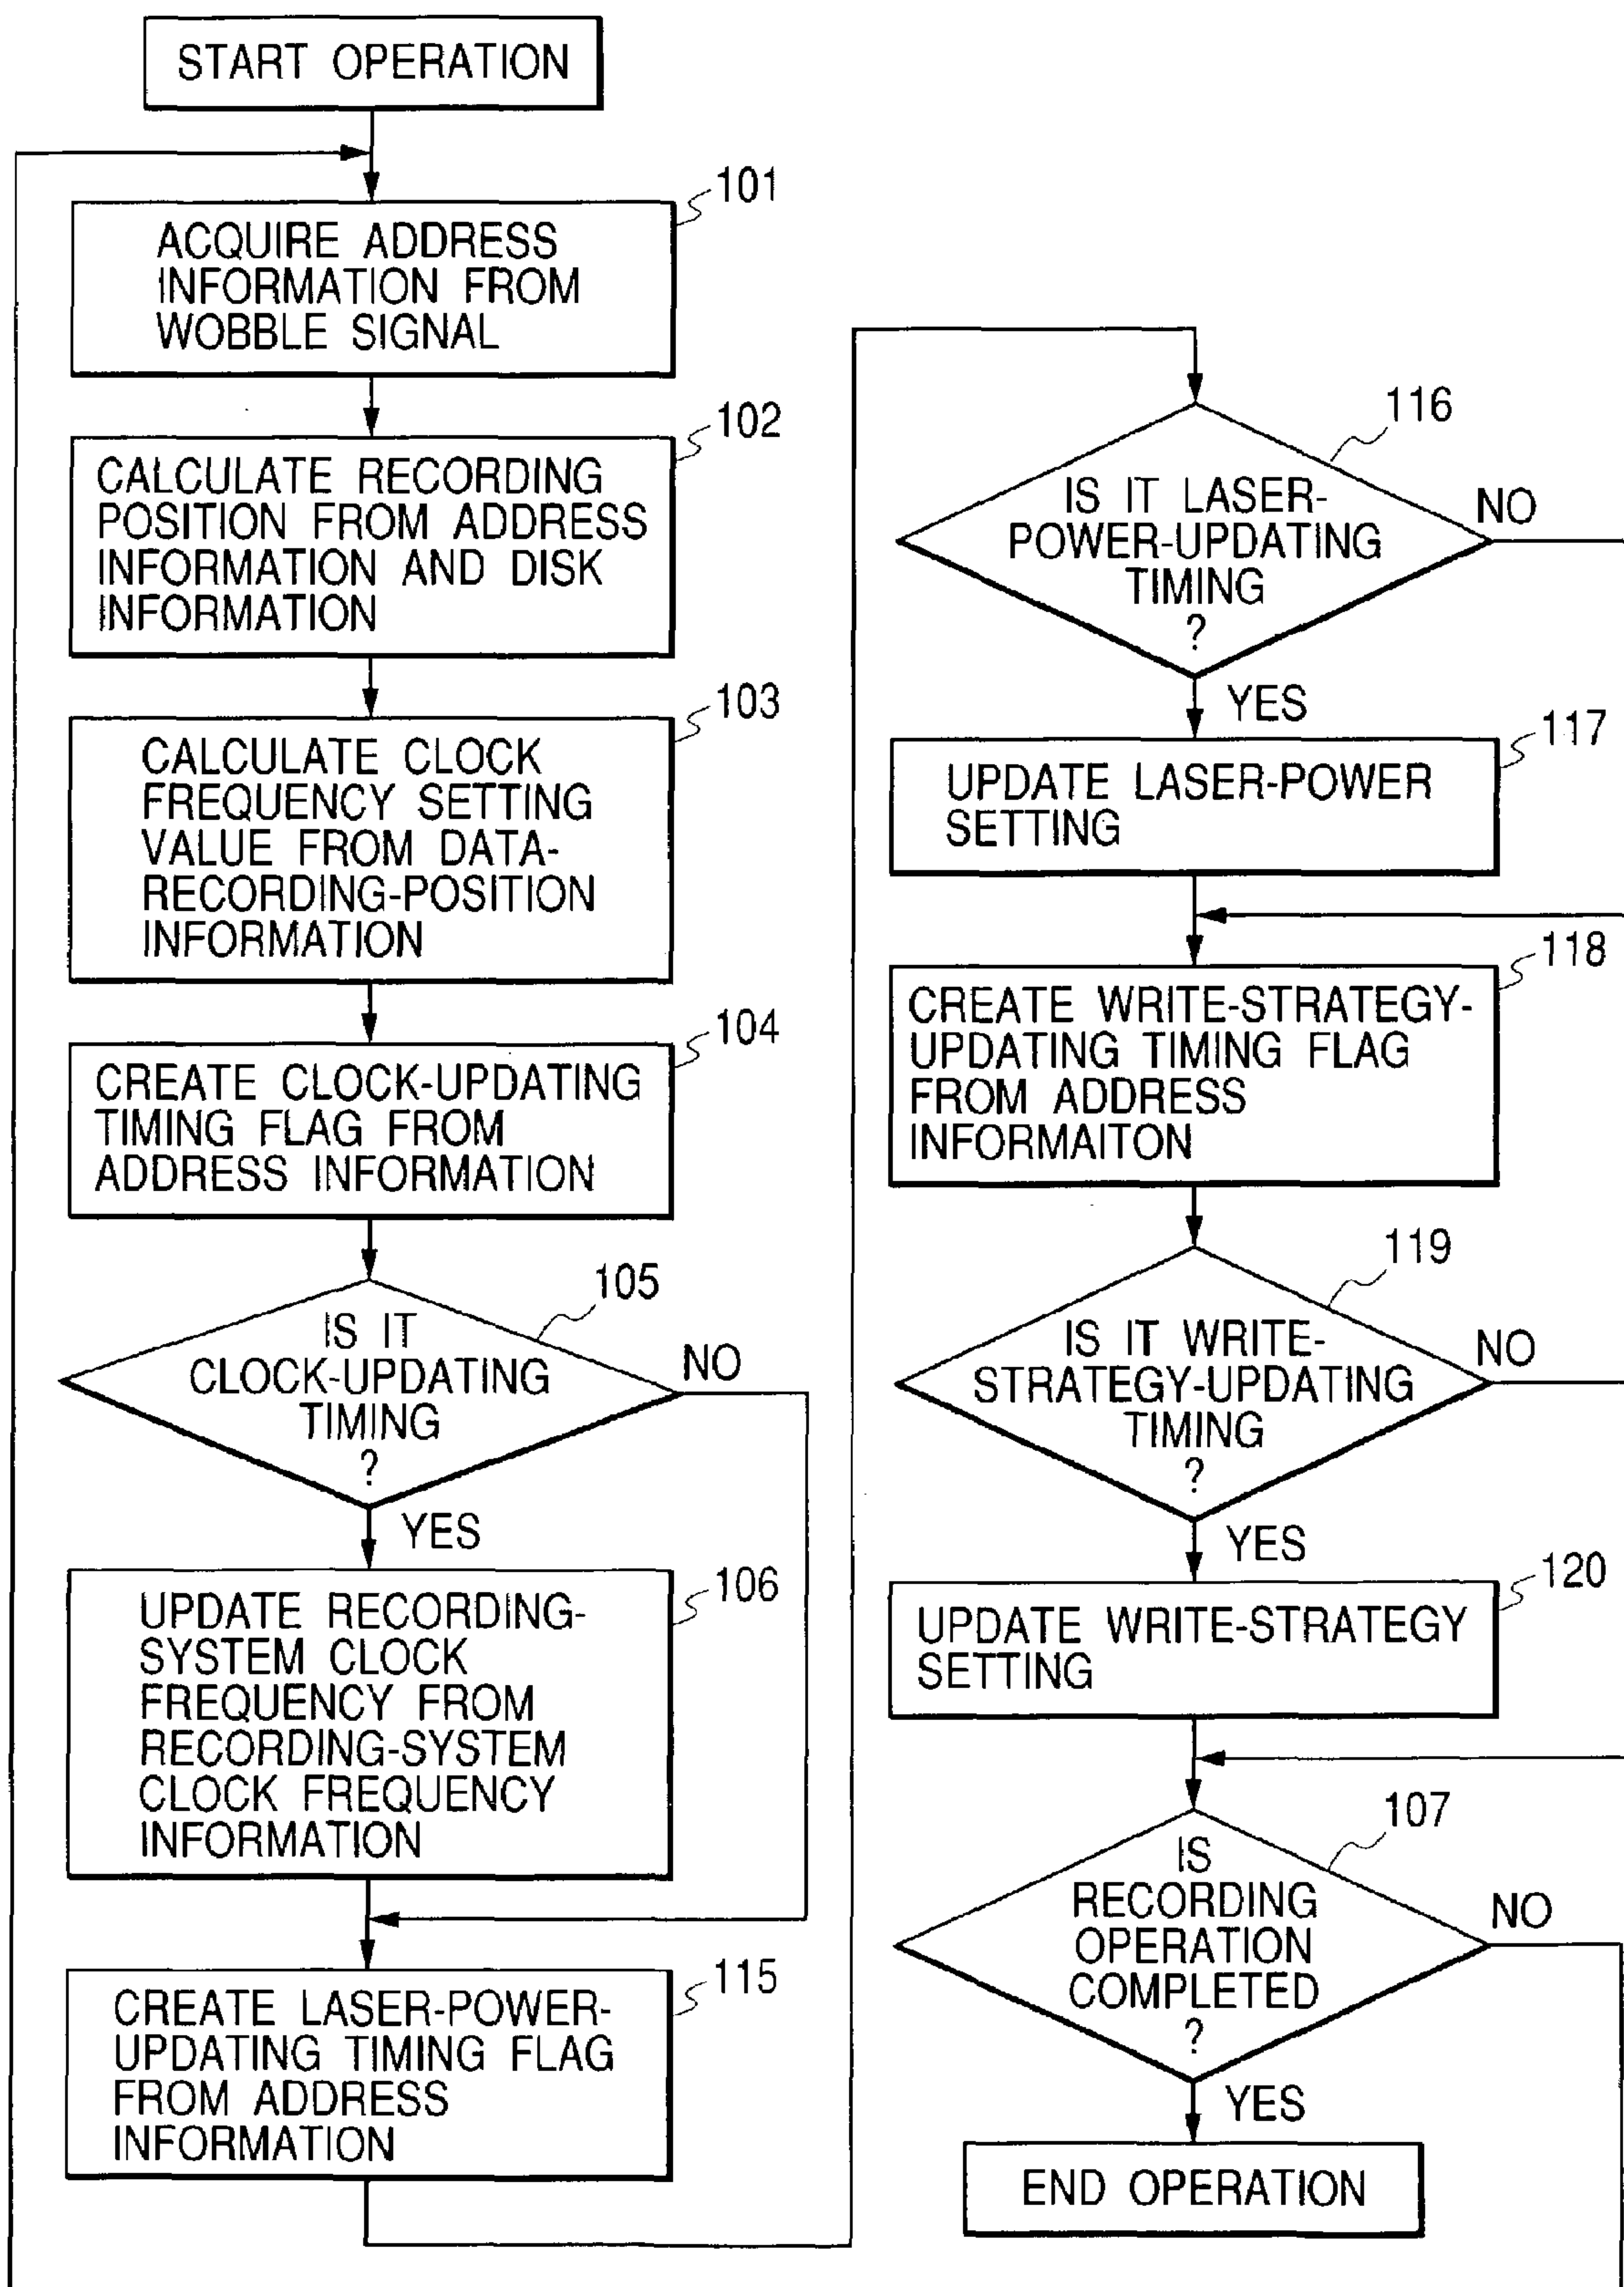 START OPERATION
101
ACQUIRE ADDRESS
INFORMATION FROM
WOBBLE SIGNAL
102
CALCULATE RECORDING
POSITION FROM ADDRESS
INFORMATION AND DISK
INFORMATION
103
CALCULATE CLOCK
FREQUENCY SETTING
VALUE FROM DATA-
RECORDING-POSITION
INFORMATION
104
CREATE CLOCK-UPDATING
TIMING FLAG FROM
ADDRESS INFORMATION
105
IS IT
CLOCK-UPDATING
TIMING
?
NO
YES
106
UPDATE RECORDING-
SYSTEM CLOCK
FREQUENCY FROM
RECORDING-SYSTEM
CLOCK FREQUENCY
INFORMATION
115
CREATE LASER-POWER-
UPDATING TIMING FLAG
FROM ADDRESS
INFORMATION
116
IS IT LASER-
POWER-UPDATING
TIMING
?
NO
YES
117
UPDATE LASER-POWER
SETTING
118
CREATE WRITE-STRATEGY-
UPDATING TIMING FLAG
FROM ADDRESS
INFORMAITON
119
IS IT WRITE-
STRATEGY-UPDATING
TIMING
?
NO
YES
120
UPDATE WRITE-STRATEGY
SETTING
107
IS
RECORDING
OPERATION
COMPLETED
?
NO
YES
END OPERATION